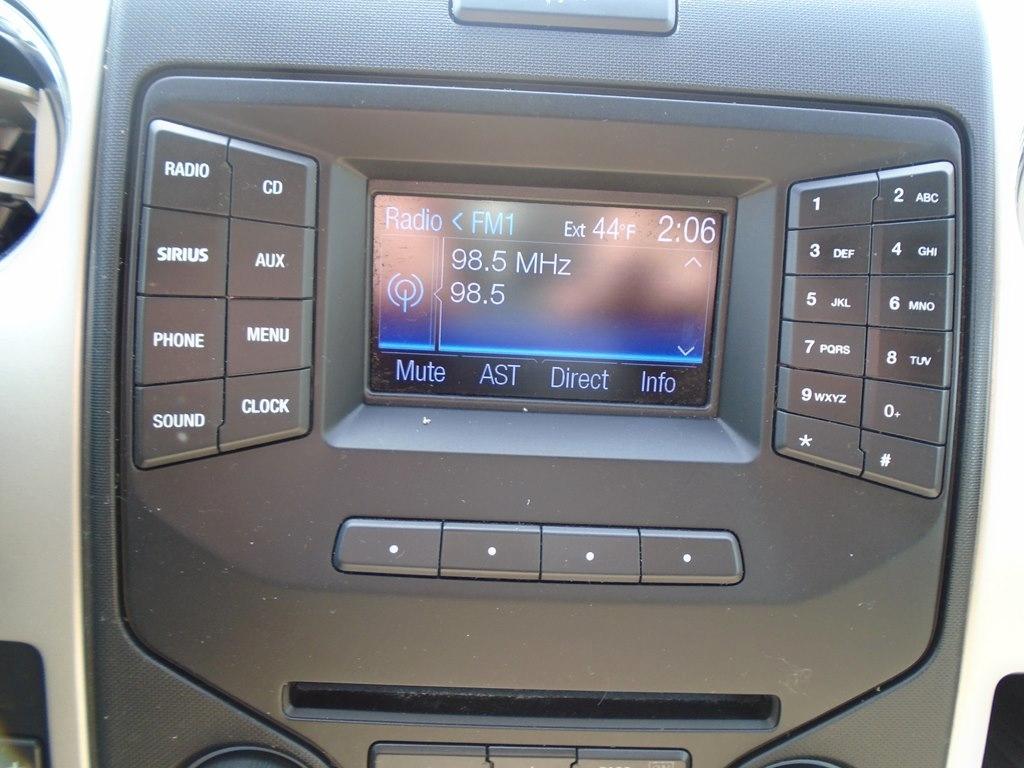 RADIO
CD
SIRIUS
AUX
PHONE
MENU
SOUND
CLOCK
Radio < FM1 Ext 44°F 2:06
98.5 MHz
98.5
Mute AST Direct Info
1
2 ABC
3 DEF
4 GHI
5 JKL
6 MNO
7 PQRS
8 TUV
9 WXYZ
0+
*
#